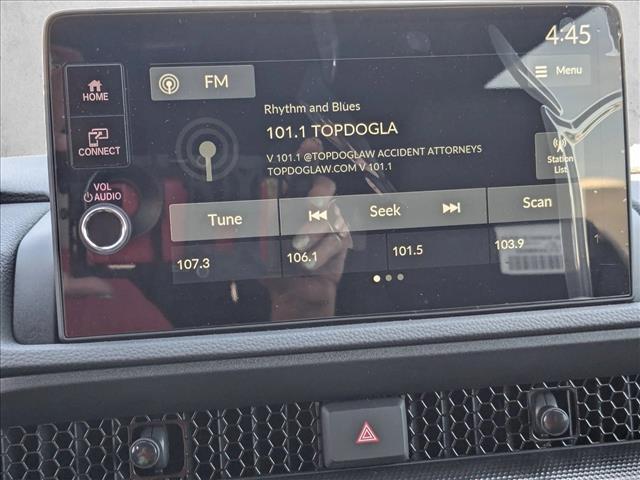 4:45
HOME
FM
Menu
Rhythm and Blues
101.1 TOPDOGLA
CONNECT
V 101.1 @TOPDOGLAW ACCIDENT ATTORNEYS
TOPDOGLAW.COM V 101.1
Station
List
VOL
AUDIO
Tune
Seek
Scan
107.3
106.1
101.5
103.9